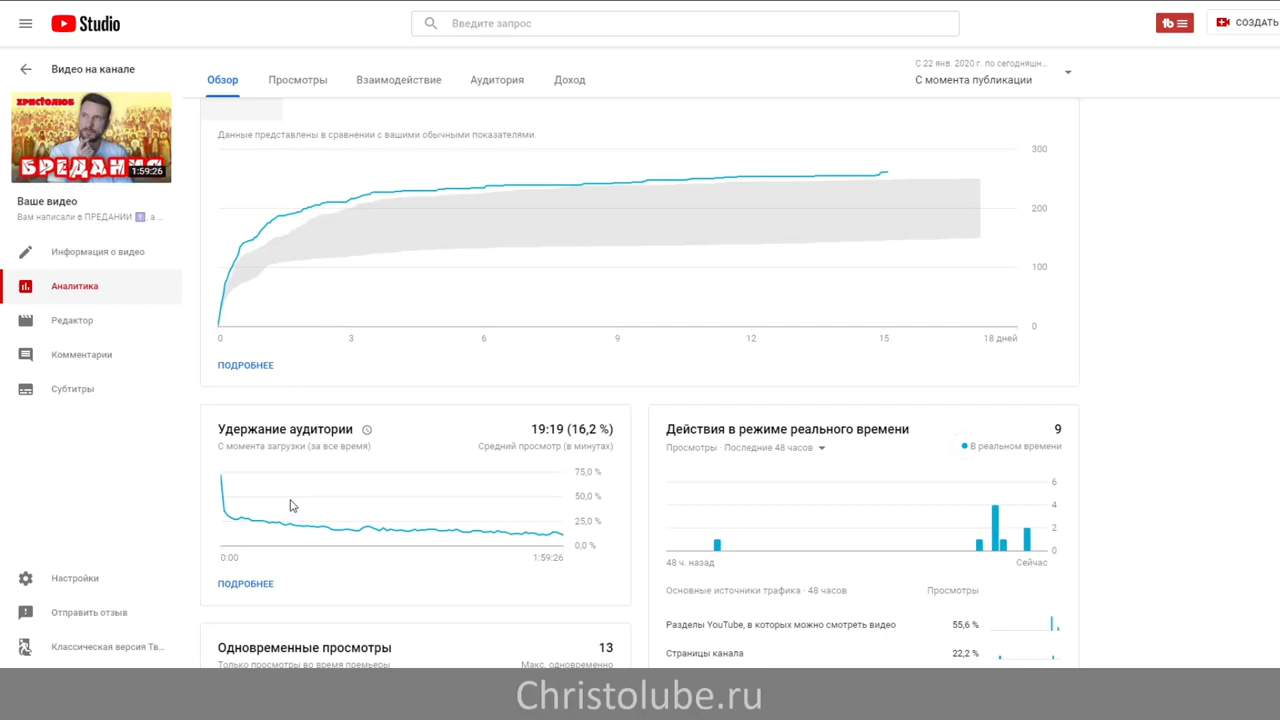 Studio
Введите запрос
tb
СОЗДАТЬ
Видео на канале
Обзор
Просмотры
Взаимодействие
Аудитория
Доход
С 22 янв. 2020 г. по сегодняшн...
С момента публикации
ХРИСТОЛЮБ
БРЕДАНИЯ
1:59:26
Ваше видео
Вам написали в ПРЕДАНИИ ⬆️, а ...
Информация о видео
Аналитика
Редактор
Комментарии
Субтитры
Настройки
Отправить отзыв
Классическая версия Тв...
Данные представлены в сравнении с вашими обычными показателями.
300
200
100
0
0 3 6 9 12 15 18 дней
ПОДРОБНЕЕ
Удержание аудитории 19:19 (16,2 %)
С момента загрузки (за все время) Средний просмотр (в минутах)
75,0 %
50,0 %
25,0 %
0,0 %
0:00 1:59:26
ПОДРОБНЕЕ
Действия в режиме реального времени 9
Просмотры · Последние 48 часов В реальном времени
6
4
2
0
48 ч. назад Сейчас
Основные источники трафика · 48 часов Просмотры
Разделы YouTube, в которых можно смотреть видео 55,6 %
Страницы канала 22,2 %
Одновременные просмотры 13
Только просмотры во время премьеры Макс. одновременно
Christolube.ru